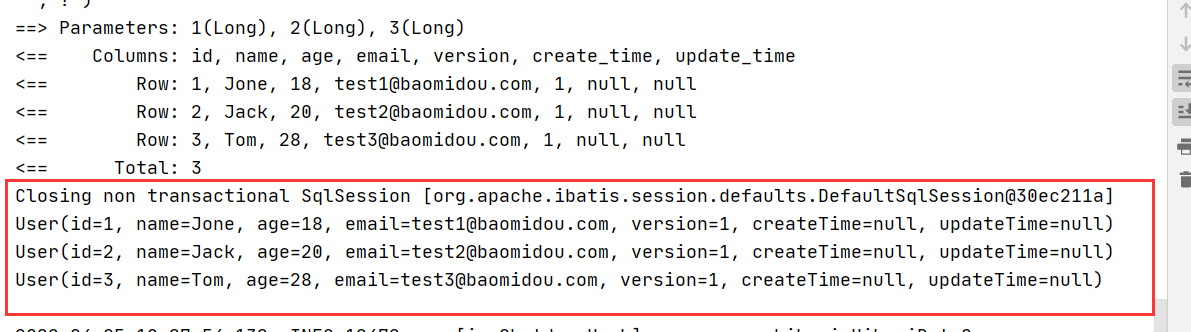 ==> Parameters: 1(Long), 2(Long), 3(Long)
<==    Columns: id, name, age, email, version, create_time, update_time
<==        Row: 1, Jone, 18, test1@baomidou.com, 1, null, null
<==        Row: 2, Jack, 20, test2@baomidou.com, 1, null, null
<==        Row: 3, Tom, 28, test3@baomidou.com, 1, null, null
<==      Total: 3
Closing non transactional SqlSession [org.apache.ibatis.session.defaults.DefaultSqlSession@30ec211a]
User(id=1, name=Jone, age=18, email=test1@baomidou.com, version=1, createTime=null, updateTime=null)
User(id=2, name=Jack, age=20, email=test2@baomidou.com, version=1, createTime=null, updateTime=null)
User(id=3, name=Tom, age=28, email=test3@baomidou.com, version=1, createTime=null, updateTime=null)